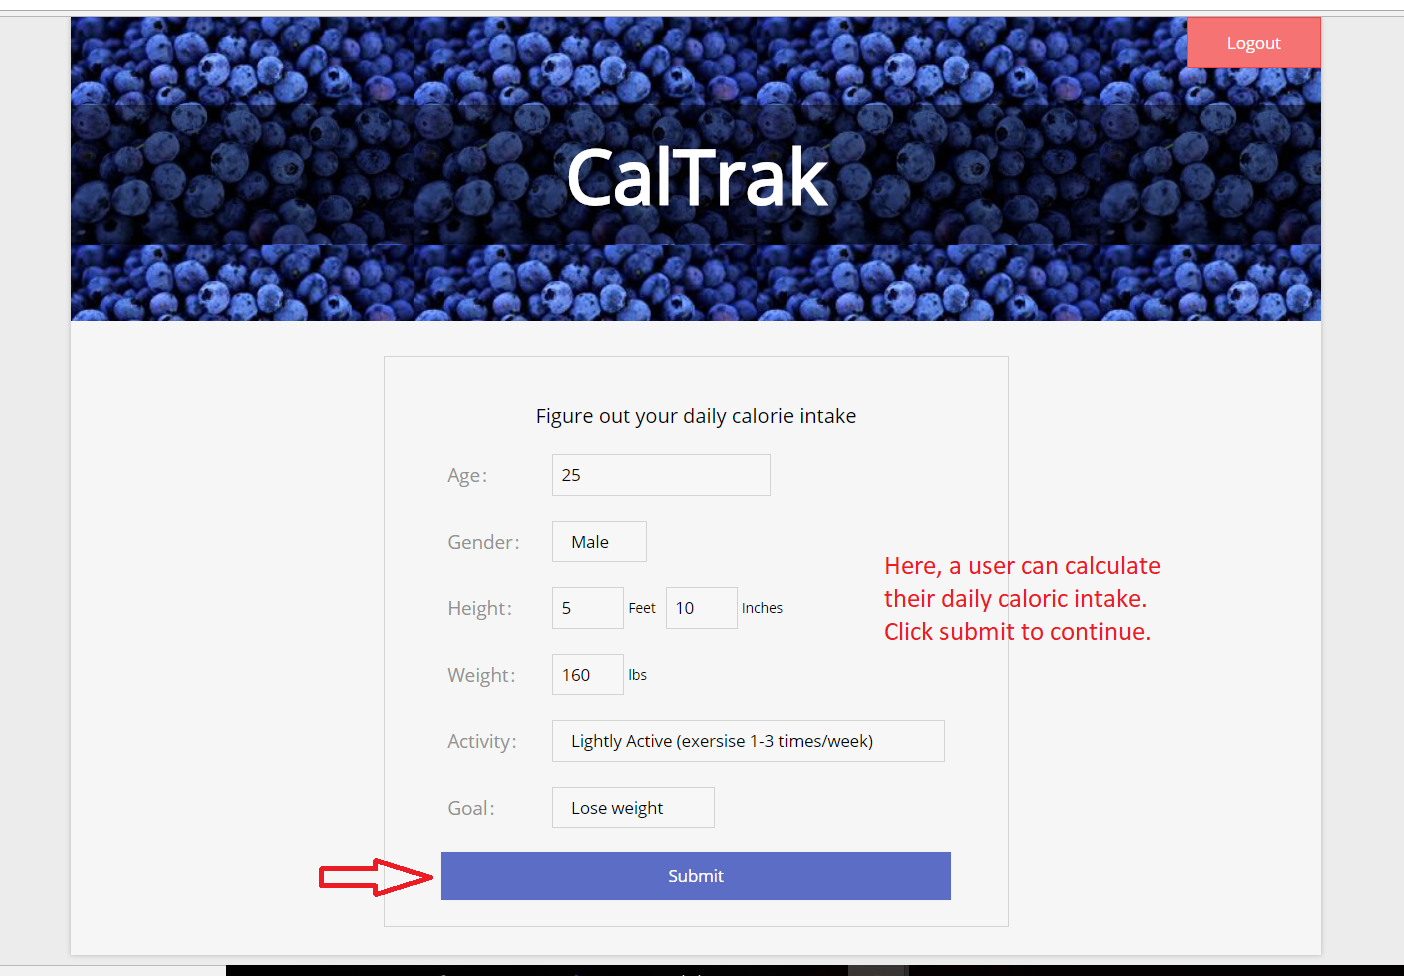 Logout
CalTrak
Figure out your daily calorie intake
Age:
25
Gender:
Male
Height:
5 Feet 10 Inches
Weight:
160 lbs
Activity:
Lightly Active (exersise 1-3 times/week)
Goal:
Lose weight
Submit
Here, a user can calculate
their daily caloric intake.
Click submit to continue.